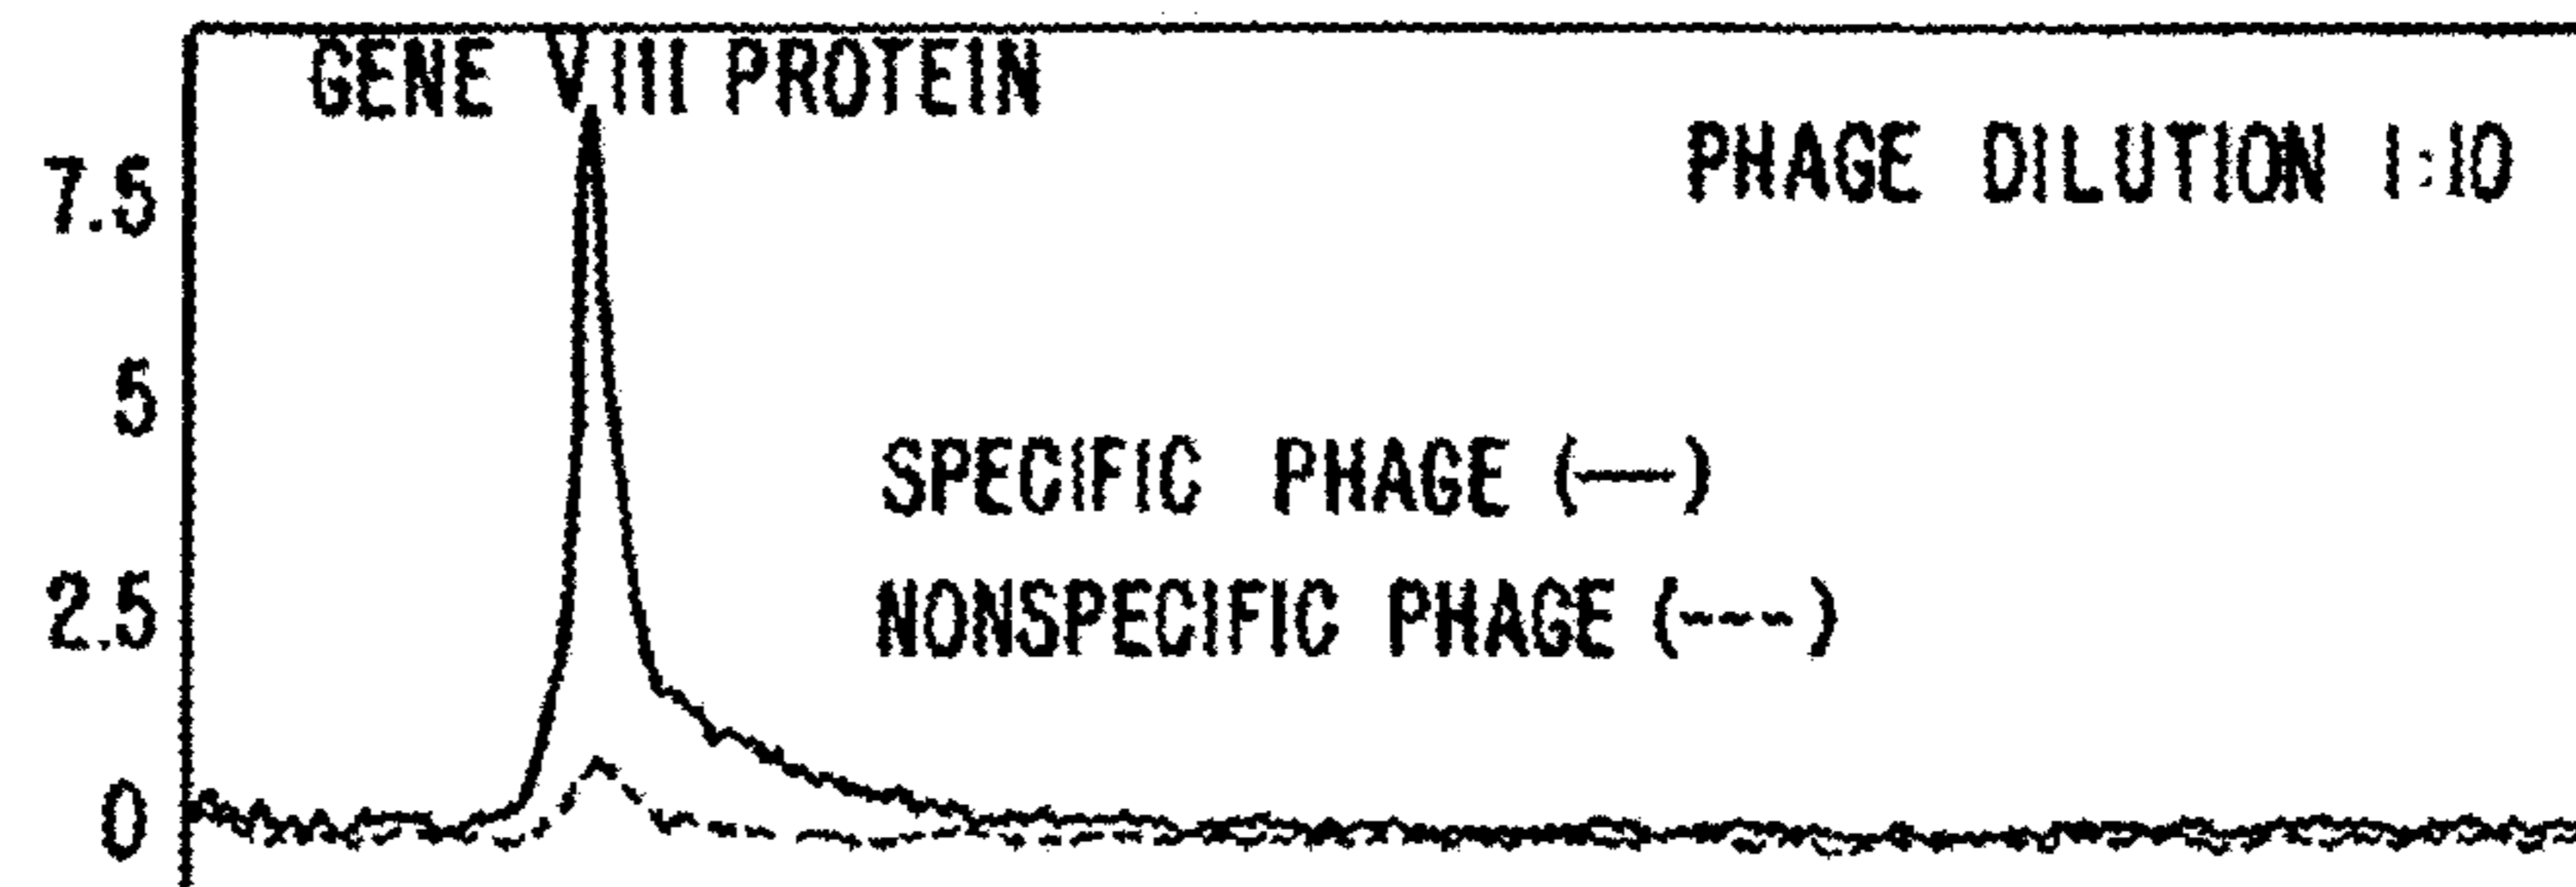 GENE VIII PROTEIN
PHAGE DILUTION 1:10
7.5
5
SPECIFIC PHAGE (—)
2.5
NONSPECIFIC PHAGE (---)
0